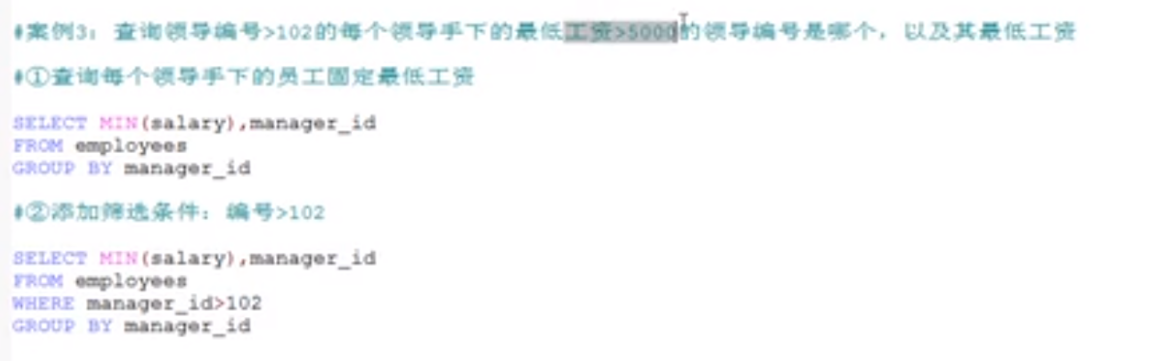 #案例3：查询领导编号>102的每个领导手下的最低工资>5000的领导编号是哪个，以及其最低工资
#①查询每个领导手下的员工固定最低工资
SELECT MIN(salary),manager_id
FROM employees
GROUP BY manager_id
#②添加筛选条件：编号>102
SELECT MIN(salary),manager_id
FROM employees
WHERE manager_id>102
GROUP BY manager_id